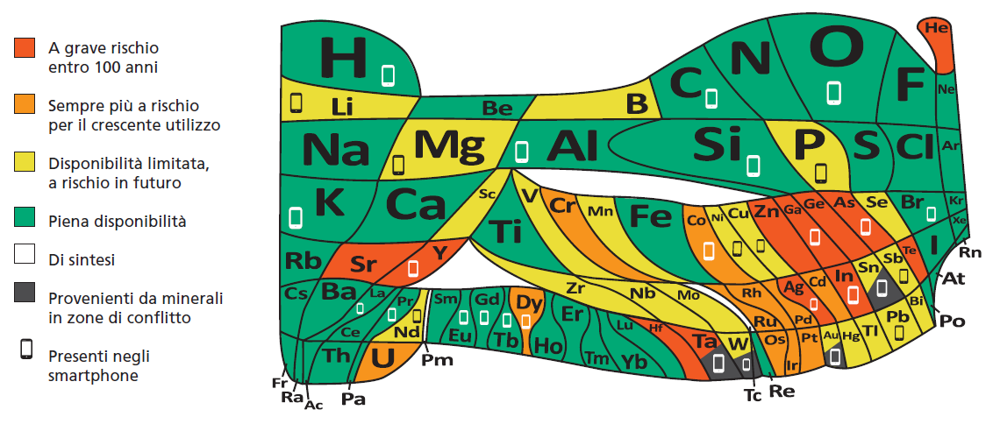 A grave rischio
entro 100 anni
Sempre più a rischio
per il crescente utilizzo
Disponibilità limitata,
a rischio in futuro
Piena disponibilità
Di sintesi
Provenienti da minerali
in zone di conflitto
Presenti negli
smartphone
H He
Li Be B C N O F Ne
Na Mg Al Si P S Cl Ar
K Ca Sc Ti V Cr Mn Fe Co Ni Cu Zn Ga Ge As Se Br Kr
Rb Sr Y Zr Nb Mo Tc Ru Rh Pd Ag Cd In Sn Sb Te I Xe
Cs Ba La Ce Pr Nd Pm Sm Eu Gd Tb Dy Ho Er Tm Yb Lu Hf Ta W Re Os Ir Pt Au Hg Tl Pb Bi Po At Rn
Fr Ra Ac Th Pa U